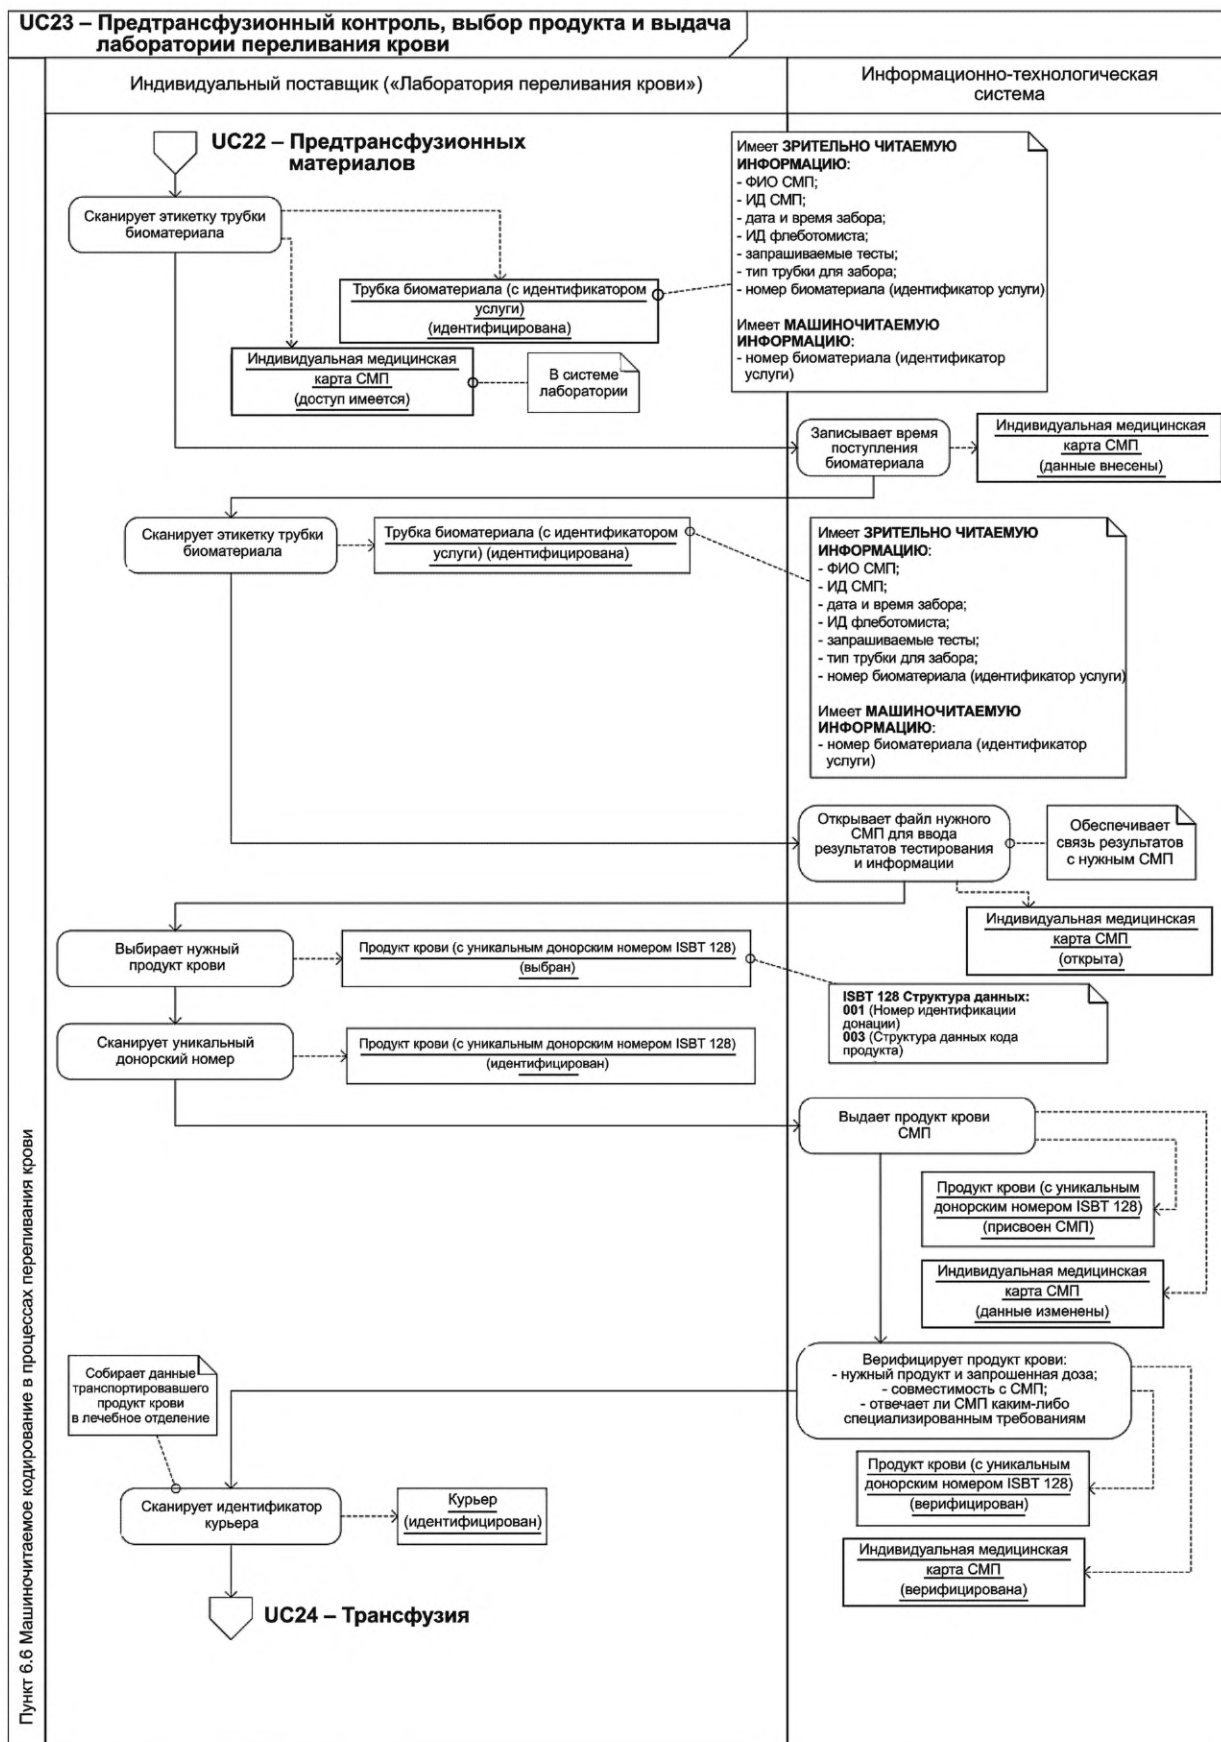 UC23 – Предтрансфузионный контроль, выбор продукта и выдача
лаборатории переливания крови
Индивидуальный поставщик («Лаборатория переливания крови»)
Информационно-технологическая
система
UC22 – Предтрансфузионных
материалов
Сканирует этикетку трубки
биоматериала
Имеет ЗРИТЕЛЬНО ЧИТАЕМУЮ
ИНФОРМАЦИЮ:
- ФИО СМП;
- ИД СМП;
- дата и время забора;
- ИД флеботомиста;
- запрашиваемые тесты;
- тип трубки для забора;
- номер биоматериала (идентификатор услуги)
Имеет МАШИНОЧИТАЕМУЮ
ИНФОРМАЦИЮ:
- номер биоматериала (идентификатор
услуги)
Трубка биоматериала (с идентификатором
услуги)
(идентифицирована)
Индивидуальная медицинская
карта СМП
(доступ имеется)
В системе
лаборатории
Записывает время
поступления
биоматериала
Индивидуальная медицинская
карта СМП
(данные внесены)
Сканирует этикетку трубки
биоматериала
Трубка биоматериала (с идентификатором
услуги) (идентифицирована)
Имеет ЗРИТЕЛЬНО ЧИТАЕМУЮ
ИНФОРМАЦИЮ:
- ФИО СМП;
- ИД СМП;
- дата и время забора;
- ИД флеботомиста;
- запрашиваемые тесты;
- тип трубки для забора;
- номер биоматериала (идентификатор услуги)
Имеет МАШИНОЧИТАЕМУЮ
ИНФОРМАЦИЮ:
- номер биоматериала (идентификатор
услуги)
Открывает файл нужного
СМП для ввода
результатов тестирования
и информации
Обеспечивает
связь результатов
с нужным СМП
Индивидуальная медицинская
карта СМП
(открыта)
Выбирает нужный
продукт крови
Продукт крови (с уникальным донорским номером ISBT 128)
(выбран)
ISBT 128 Структура данных:
001 (Номер идентификации
донации)
003 (Структура данных кода
продукта)
Сканирует уникальный
донорский номер
Продукт крови (с уникальным донорским номером ISBT 128)
(идентифицирован)
Выдает продукт крови
СМП
Продукт крови (с уникальным
донорским номером ISBT 128)
(присвоен СМП)
Индивидуальная медицинская
карта СМП
(данные изменены)
Верифицирует продукт крови:
- нужный продукт и запрошенная доза;
- совместимость с СМП;
- отвечает ли СМП каким-либо
специализированным требованиям
Собирает данные
транспортировавшего
продукт крови
в лечебное отделение
Продукт крови (с уникальным
донорским номером ISBT 128)
(верифицирован)
Сканирует идентификатор
курьера
Курьер
(идентифицирован)
Индивидуальная медицинская
карта СМП
(верифицирована)
UC24 – Трансфузия
Пункт 6.6 Машиночитаемое кодирование в процессах переливания крови